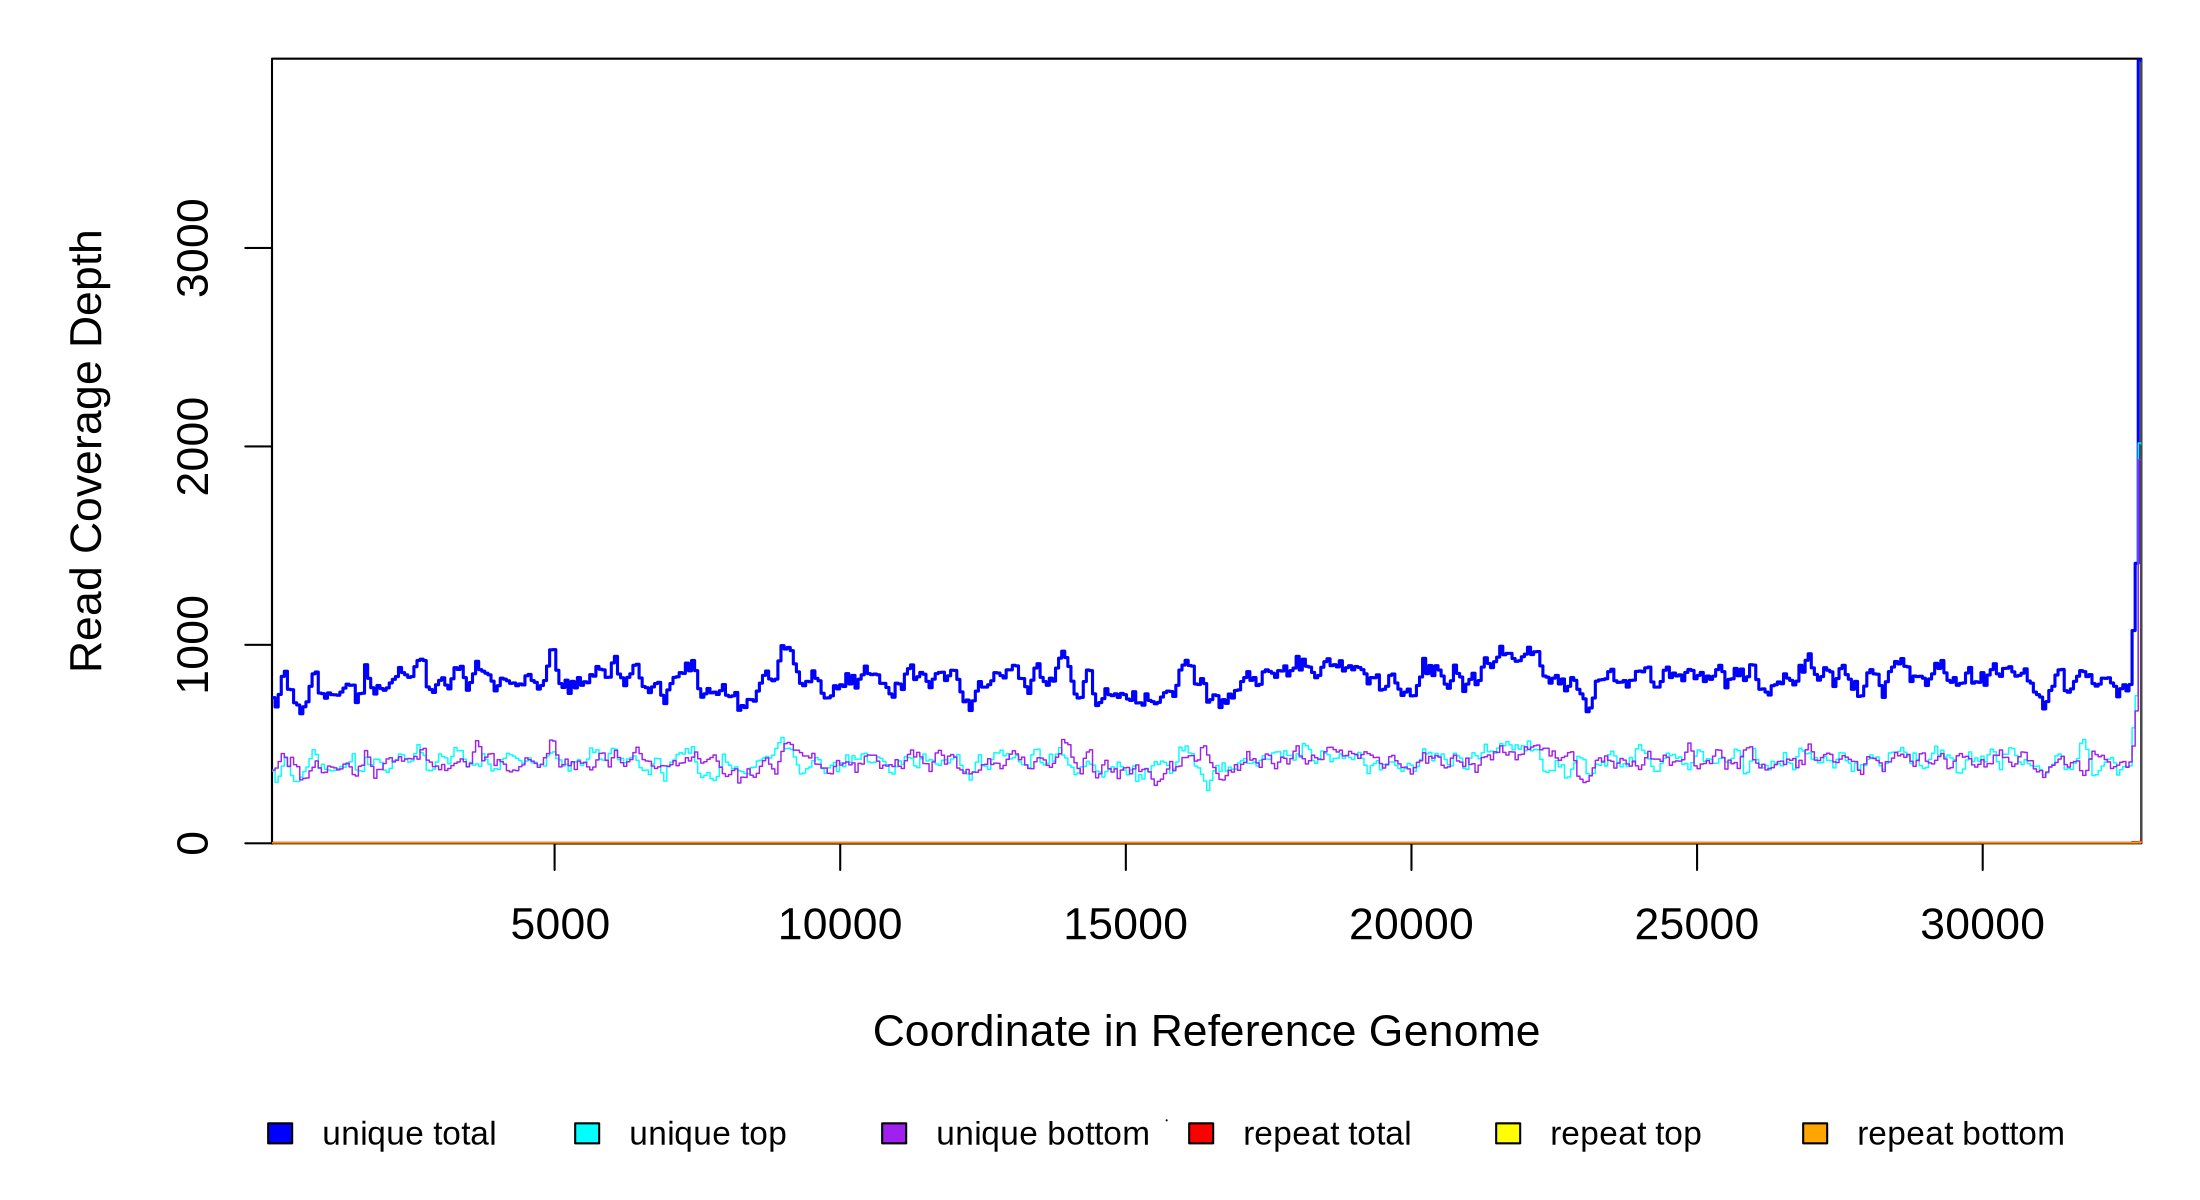 Read Coverage Depth
3000
2000
1000
0
5000 10000 15000 20000 25000 30000
Coordinate in Reference Genome
unique total unique top unique bottom repeat total repeat top repeat bottom